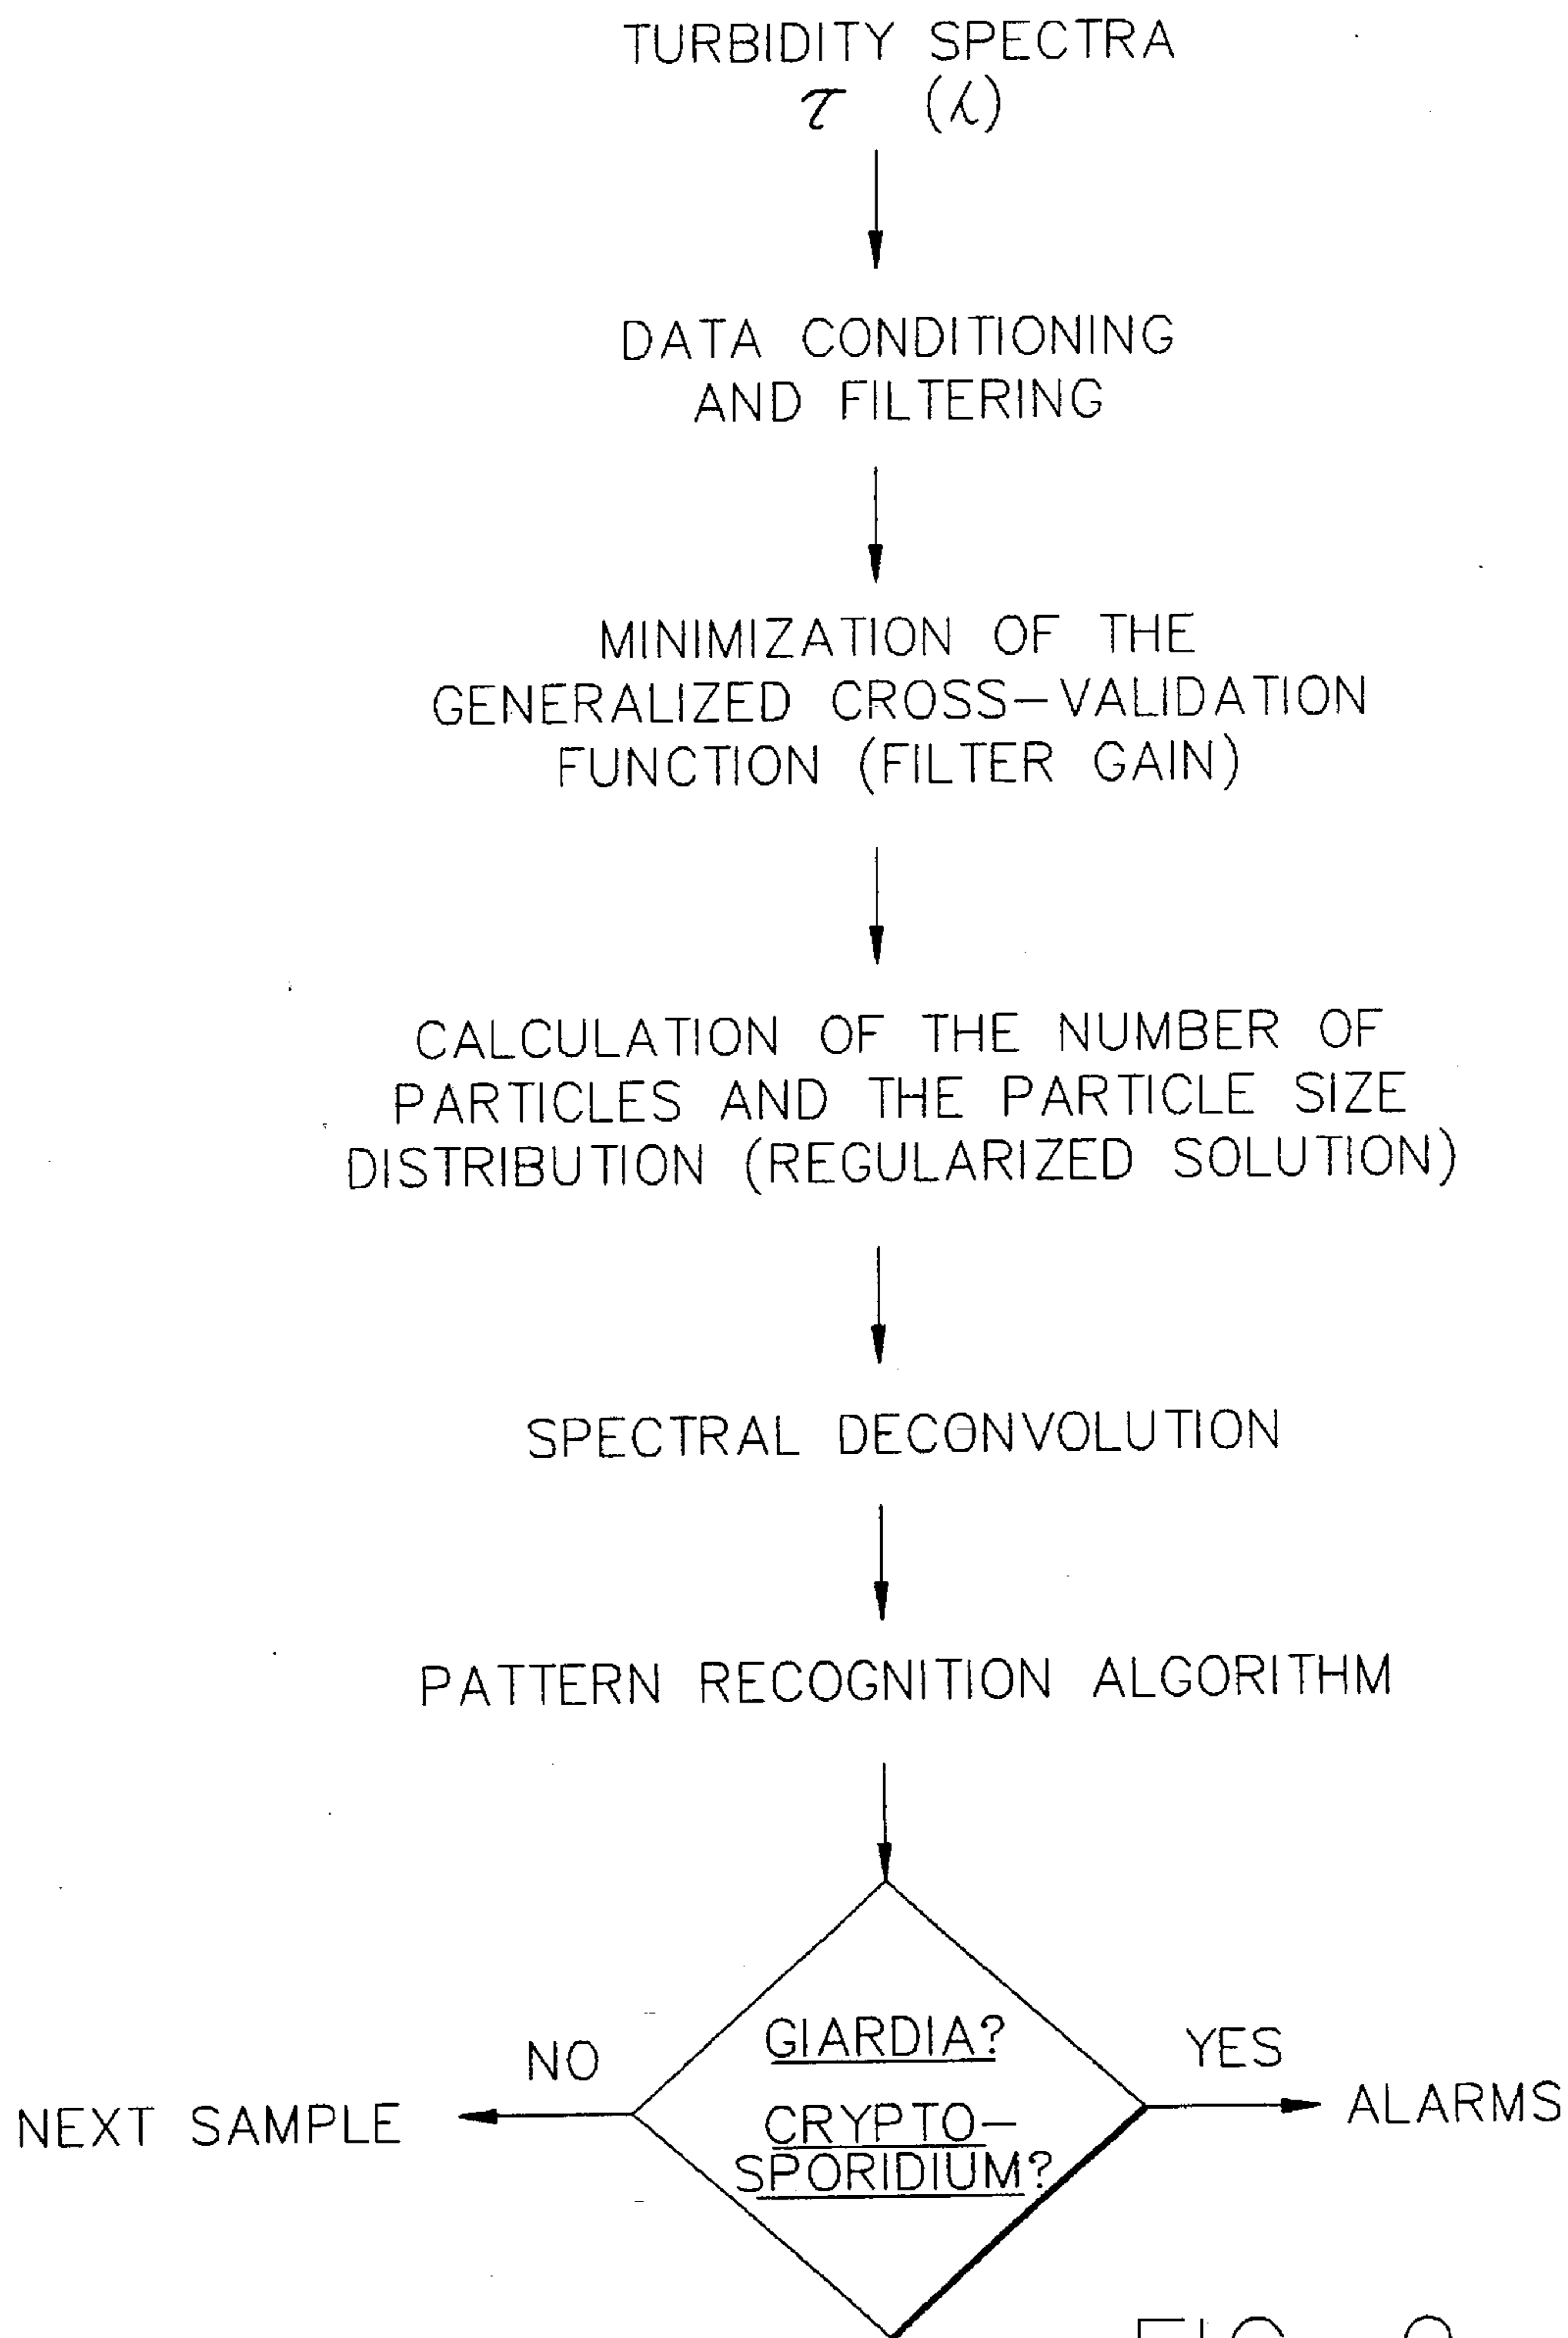 TURBIDITY SPECTRA
τ (λ)
DATA CONDITIONING
AND FILTERING
MINIMIZATION OF THE
GENERALIZED CROSS-VALIDATION
FUNCTION (FILTER GAIN)
CALCULATION OF THE NUMBER OF
PARTICLES AND THE PARTICLE SIZE
DISTRIBUTION (REGULARIZED SOLUTION)
SPECTRAL DECONVOLUTION
PATTERN RECOGNITION ALGORITHM
GIARDIA?
CRYPTO-
SPORIDIUM?
NO
YES
NEXT SAMPLE
ALARMS